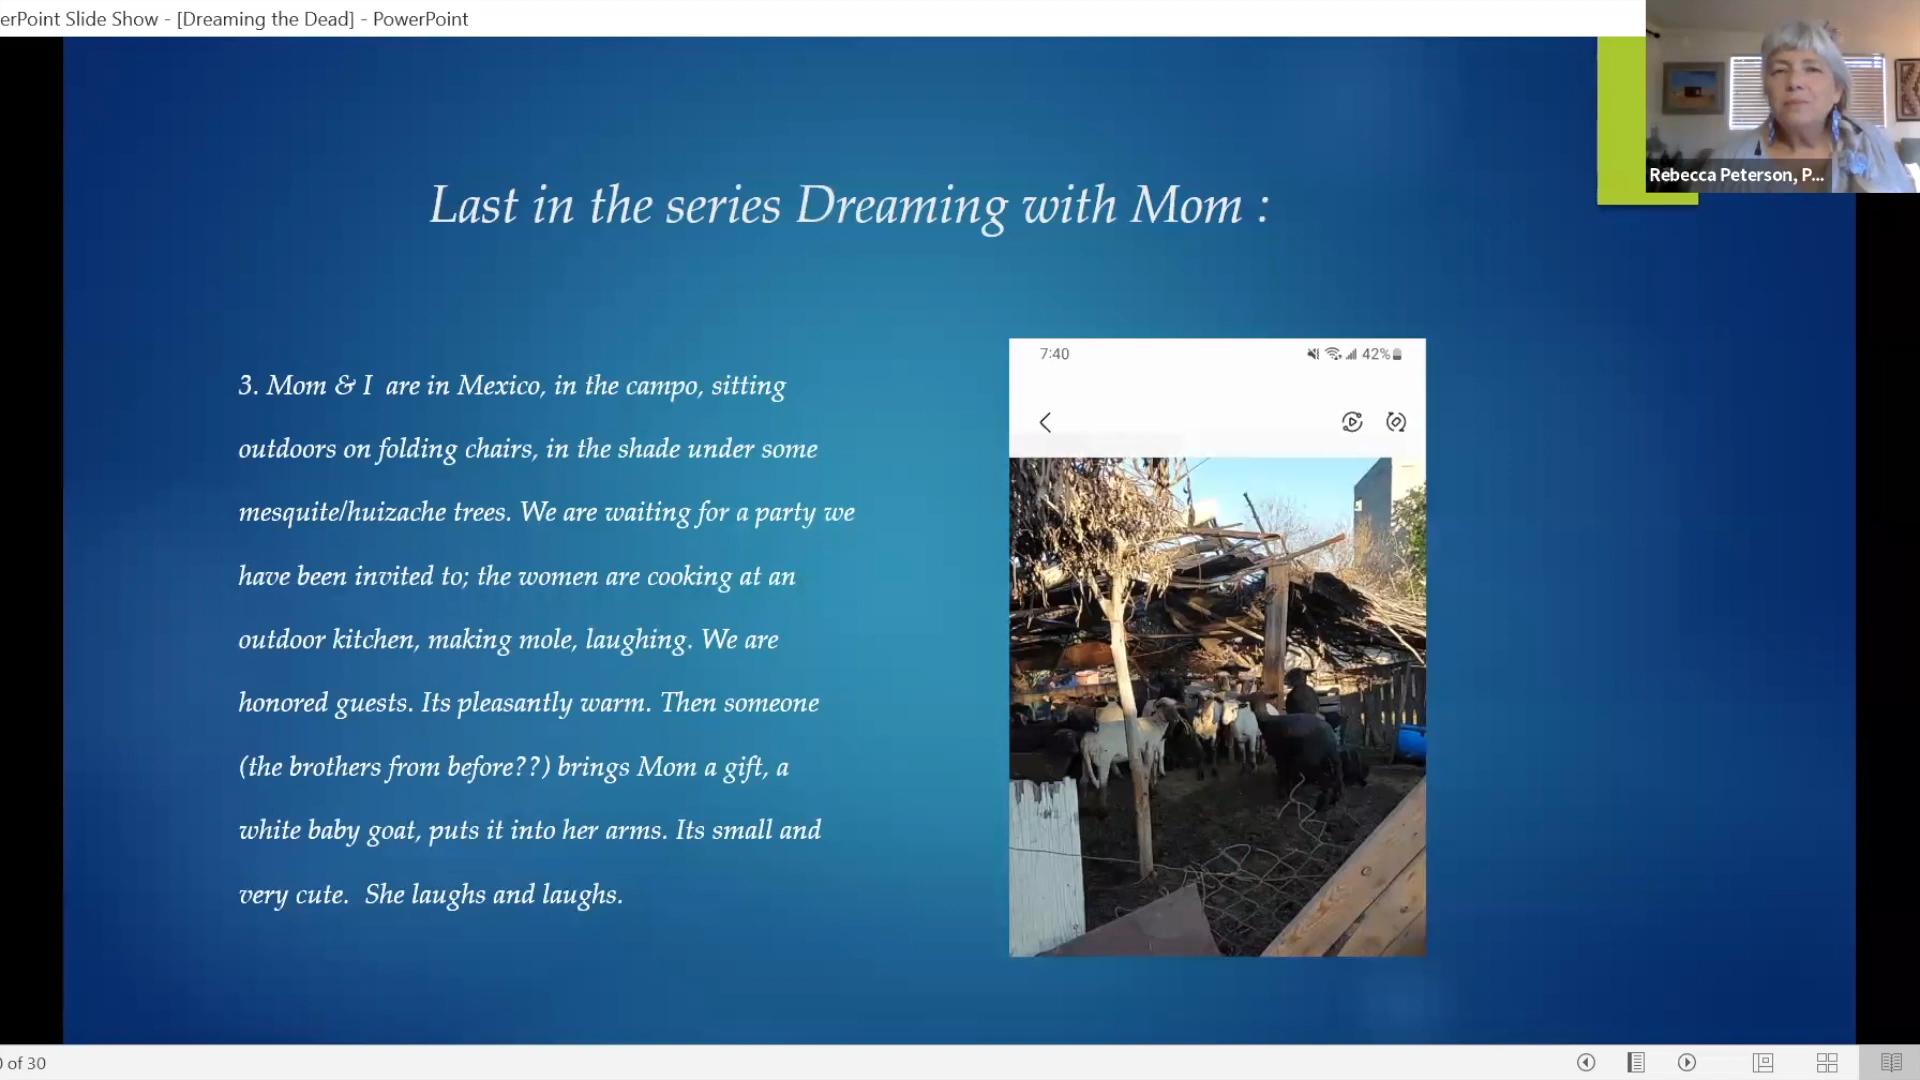 erPoint Slide Show - [Dreaming the Dead] - PowerPoint
Rebecca Peterson, P...
Last in the series Dreaming with Mom :
7:40
42%
3. Mom & I are in Mexico, in the campo, sitting
outdoors on folding chairs, in the shade under some
mesquite/huizache trees. We are waiting for a party we
have been invited to; the women are cooking at an
outdoor kitchen, making mole, laughing. We are
honored guests. Its pleasantly warm. Then someone
(the brothers from before??) brings Mom a gift, a
white baby goat, puts it into her arms. Its small and
very cute. She laughs and laughs.
of 30